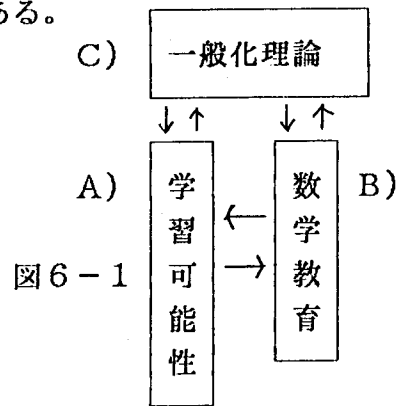 ある。
C) 一般化理論
↓↑ ↓↑
A) 学習可能性
←
→
数学教育 B)
図6-1